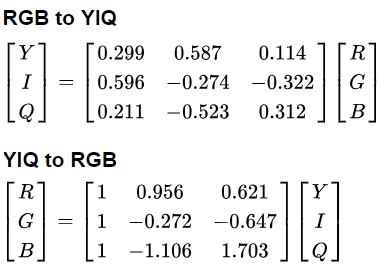 RGB to YIQ
[Y] = [0.299 0.587 0.114] [R]
[I] = [0.596 −0.274 −0.322] [G]
[Q] = [0.211 −0.523 0.312] [B]
YIQ to RGB
[R] = [1 0.956 0.621] [Y]
[G] = [1 −0.272 −0.647] [I]
[B] = [1 −1.106 1.703] [Q]